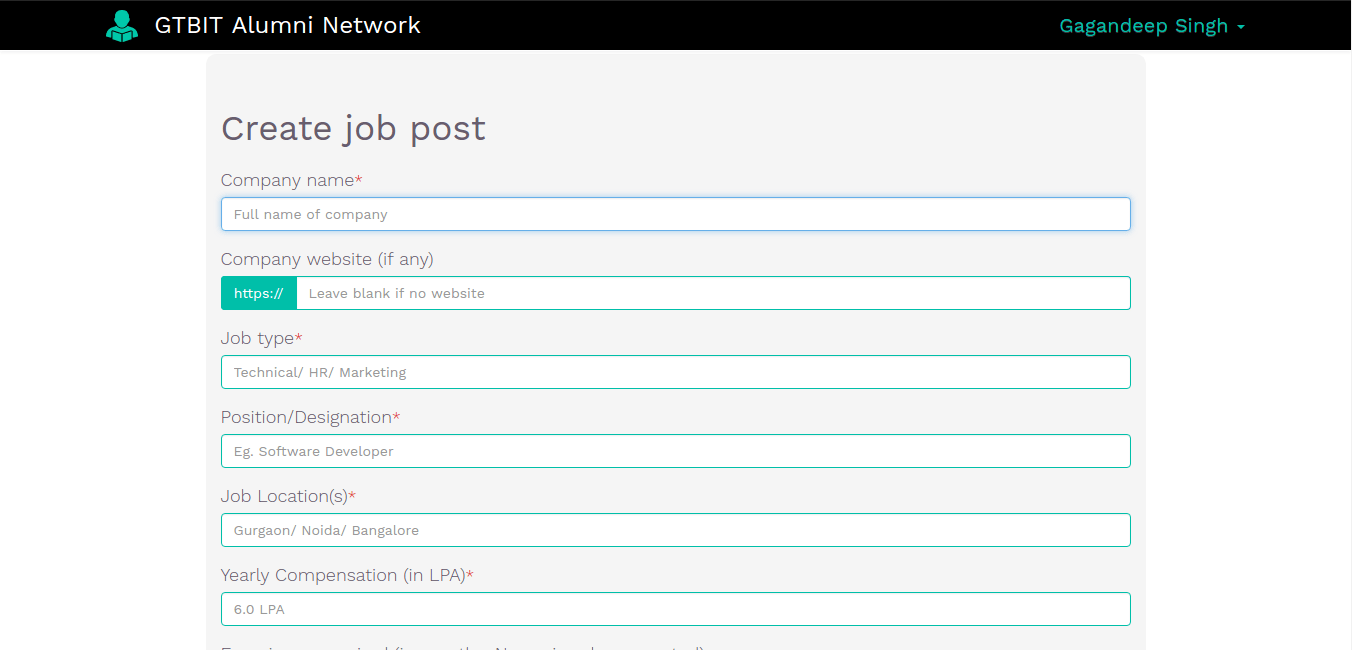 GTBIT Alumni Network
Gagandeep Singh
Create job post
Company name*
Full name of company
Company website (if any)
https://
Leave blank if no website
Job type*
Technical/ HR/ Marketing
Position/Designation*
Eg. Software Developer
Job Location(s)*
Gurgaon/ Noida/ Bangalore
Yearly Compensation (in LPA)*
6.0 LPA